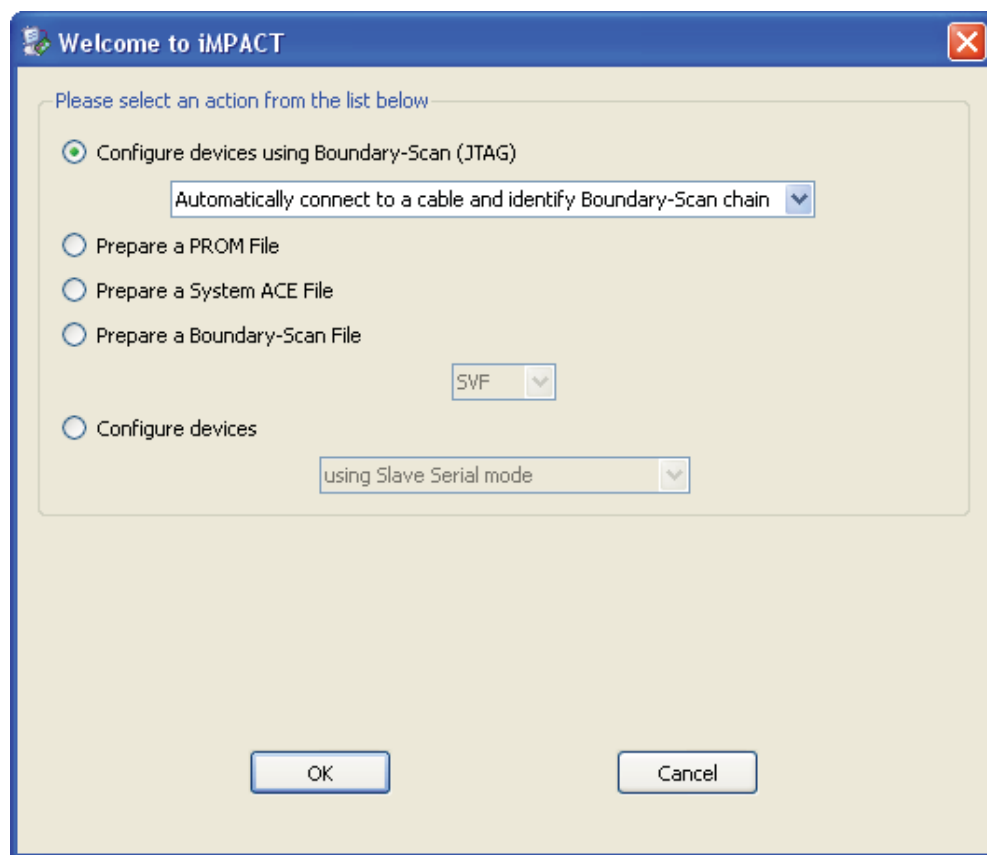 Welcome to iMPACT
Please select an action from the list below
Configure devices using Boundary-Scan (JTAG)
Automatically connect to a cable and identify Boundary-Scan chain
Prepare a PROM File
Prepare a System ACE File
Prepare a Boundary-Scan File
SVF
Configure devices
using Slave Serial mode
OK
Cancel